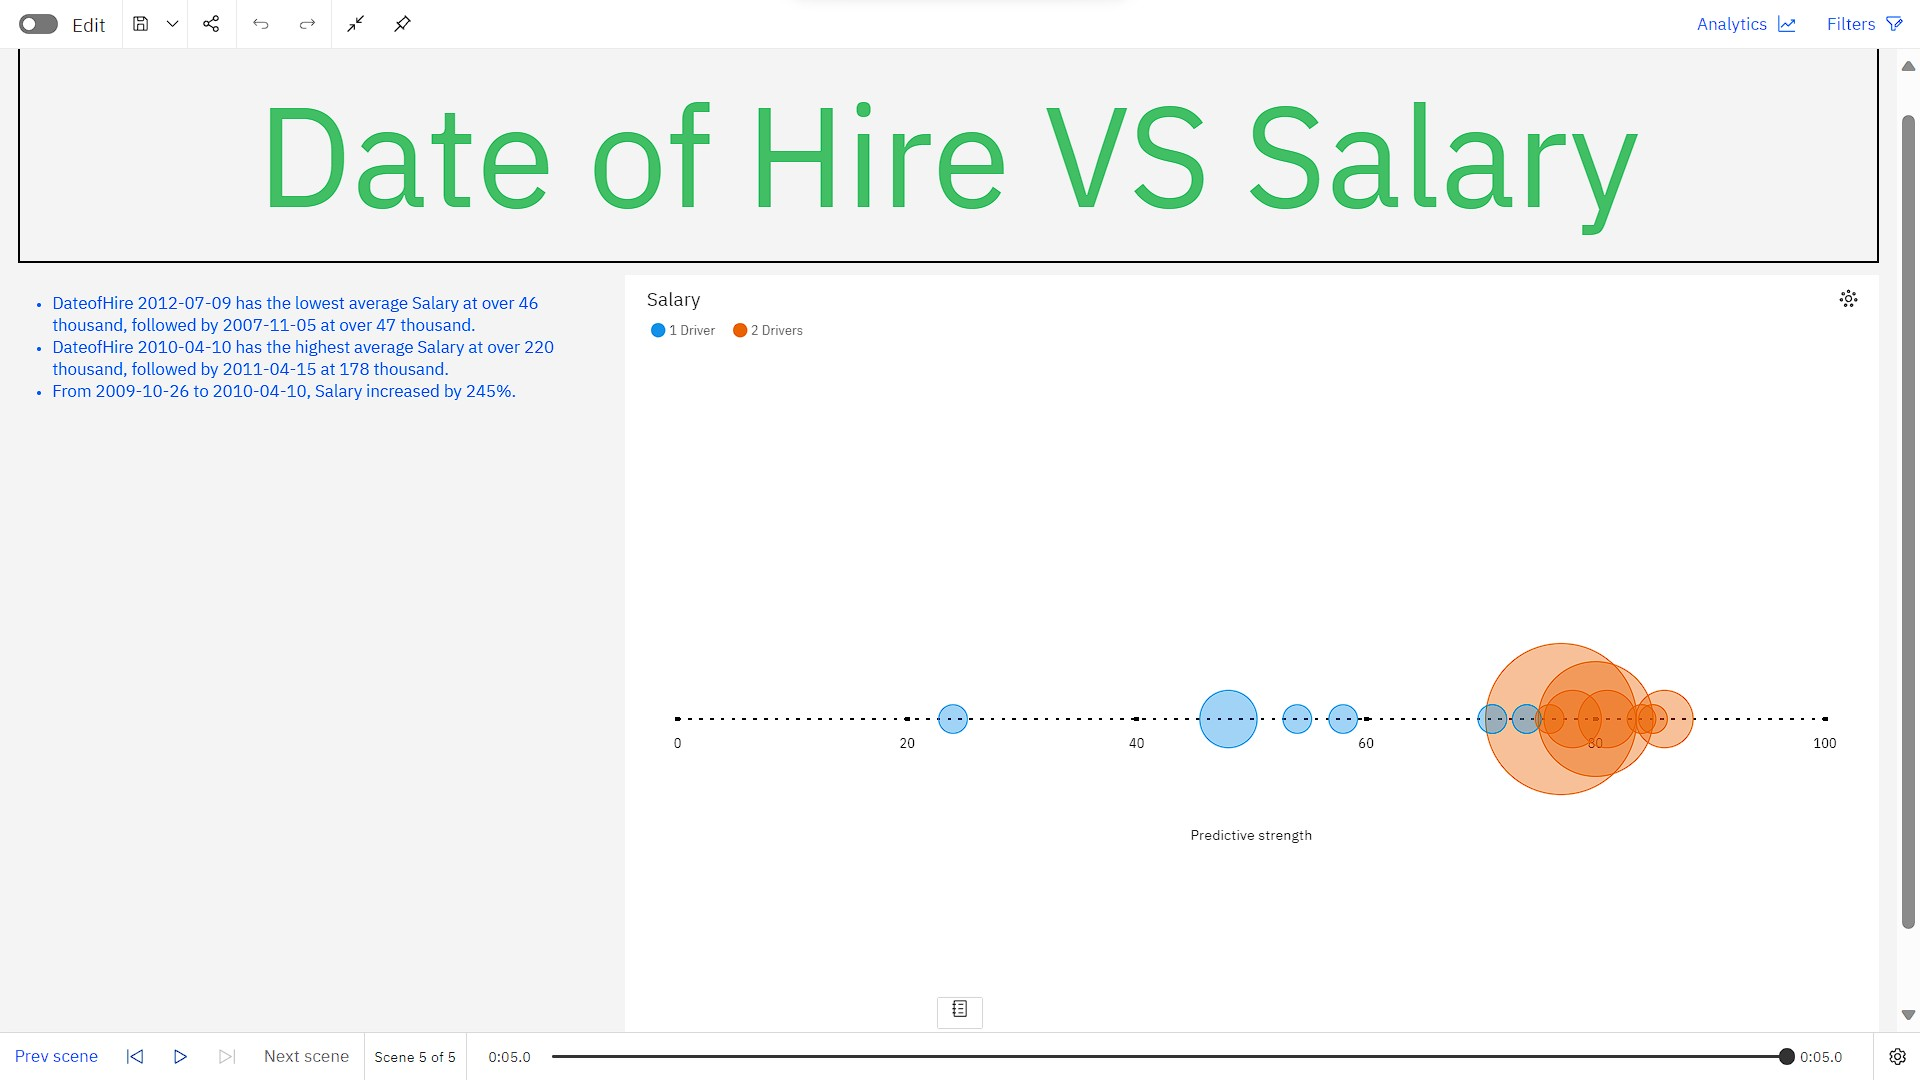 Edit
Analytics
Filters
Date of Hire VS Salary
• DateofHire 2012-07-09 has the lowest average Salary at over 46
thousand, followed by 2007-11-05 at over 47 thousand.
• DateofHire 2010-04-10 has the highest average Salary at over 220
thousand, followed by 2011-04-15 at 178 thousand.
• From 2009-10-26 to 2010-04-10, Salary increased by 245%.
Salary
1 Driver 2 Drivers
0 20 40 60 80 100
Predictive strength
Prev scene Next scene Scene 5 of 5 0:05.0 0:05.0